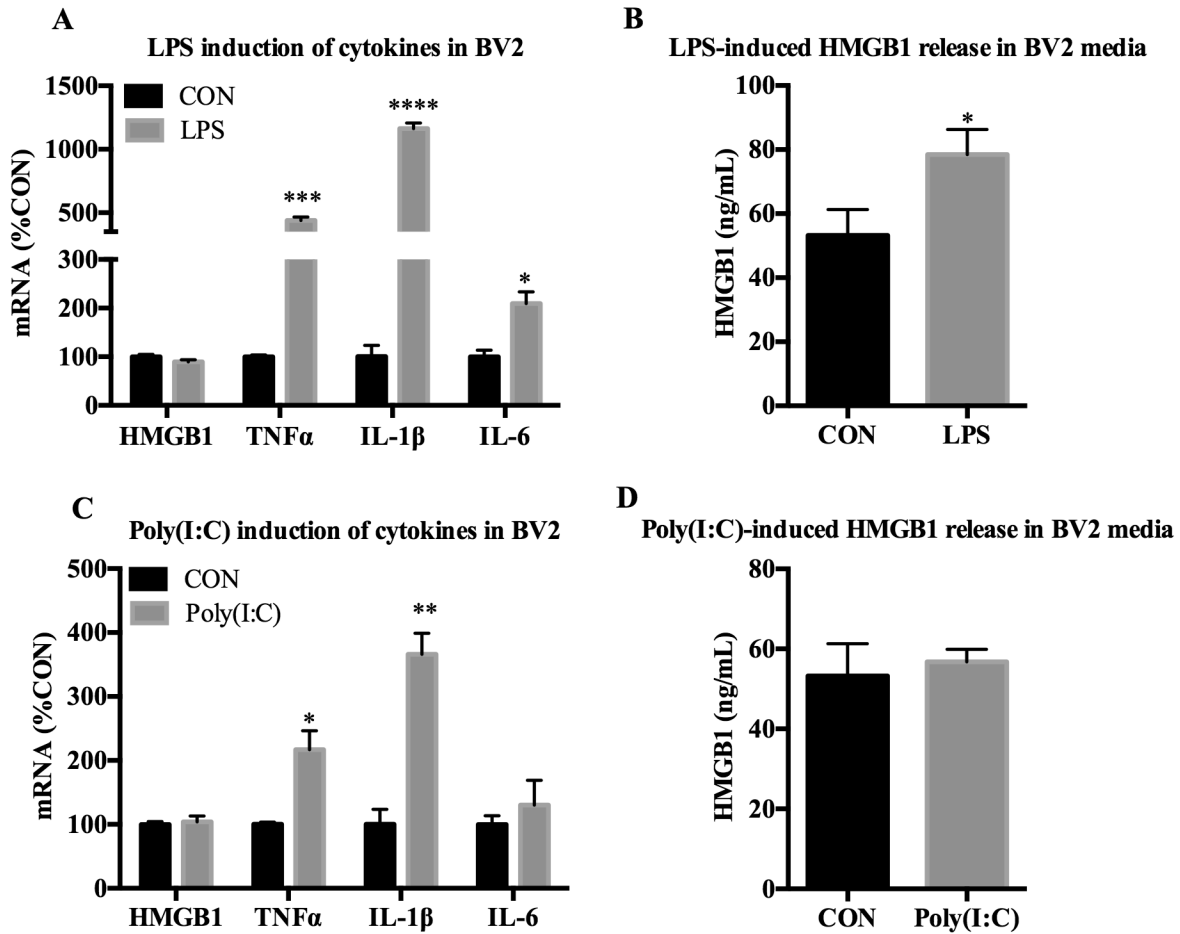 A
LPS induction of cytokines in BV2
CON
LPS
mRNA (%CON)
1500
1000
500
300
200
100
0
***
****
*
HMGB1 TNFα IL-1β IL-6
B
LPS-induced HMGB1 release in BV2 media
HMGB1 (ng/mL)
100
80
60
40
20
0
*
CON LPS
C
Poly(I:C) induction of cytokines in BV2
CON
Poly(I:C)
mRNA (%CON)
500
400
300
200
100
0
*
**
HMGB1 TNFα IL-1β IL-6
D
Poly(I:C)-induced HMGB1 release in BV2 media
HMGB1 (ng/mL)
80
60
40
20
0
CON Poly(I:C)